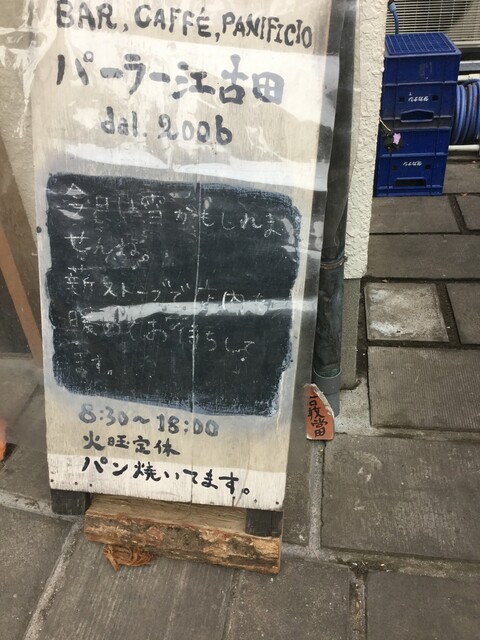 BAR, CAFFÉ, PANIFICIO
パーラー江古田
dal. 2006
今日は雪かもしれま
せんね。
薪ストーブで
暖めてお待ちして
ます。
8:30〜18:00
火曜定休
パン焼いてます。